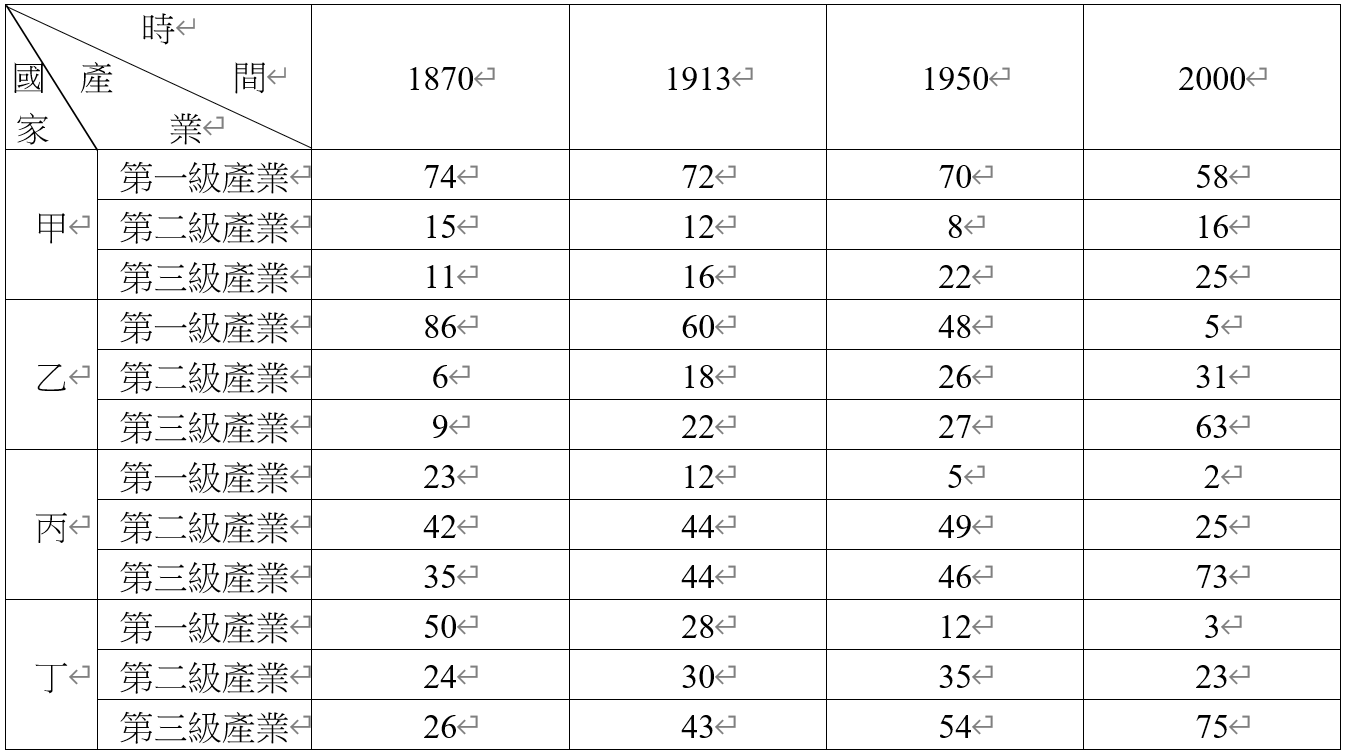 時
國 產 間 1870 1913 1950 2000
家 業
第一級產業 74 72 70 58
甲 第二級產業 15 12 8 16
第三級產業 11 16 22 25
第一級產業 86 60 48 5
乙 第二級產業 6 18 26 31
第三級產業 9 22 27 63
第一級產業 23 12 5 2
丙 第二級產業 42 44 49 25
第三級產業 35 44 46 73
第一級產業 50 28 12 3
丁 第二級產業 24 30 35 23
第三級產業 26 43 54 75